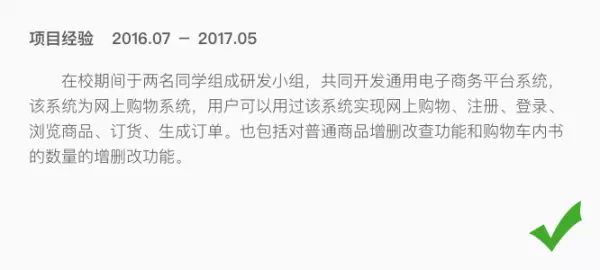 项目经验 2016.07 – 2017.05
在校期间于两名同学组成研发小组，共同开发通用电子商务平台系统，
该系统为网上购物系统，用户可以用过该系统实现网上购物、注册、登录、
浏览商品、订货、生成订单。也包括对普通商品增删改查功能和购物车内书
的数量的增删改功能。